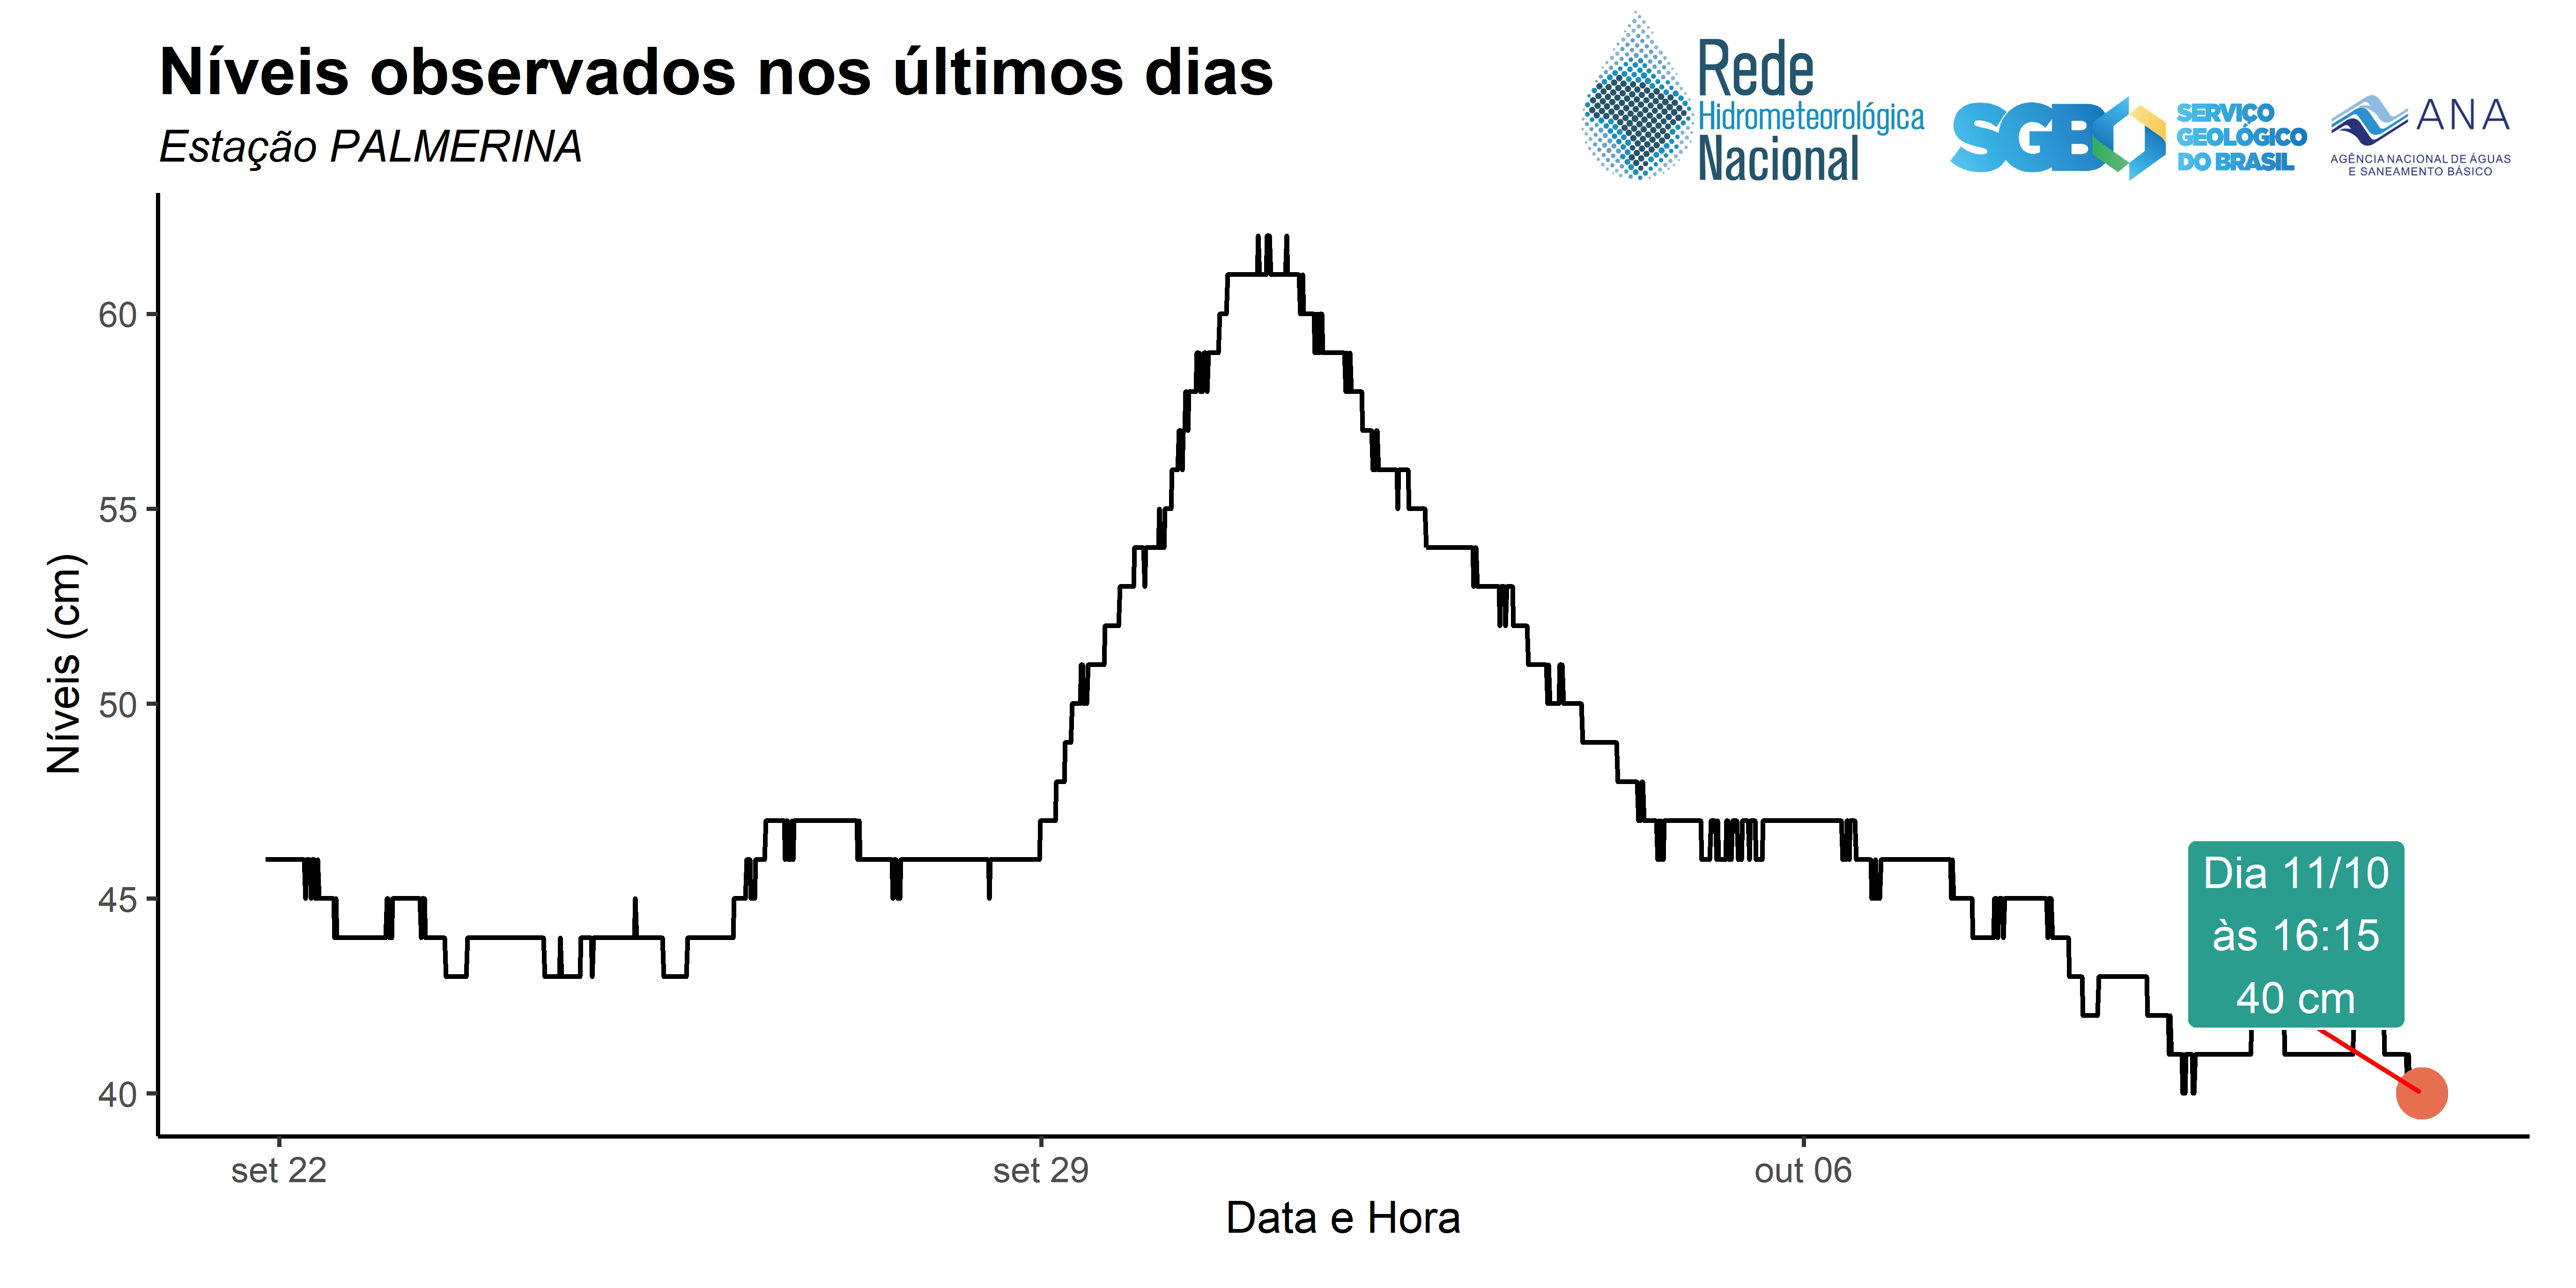 Níveis observados nos últimos dias
Estação PALMERINA
Rede
Hidrometeorológica
Nacional
SGB
SERVIÇO
GEOLÓGICO
DO BRASIL
ANA
AGÊNCIA NACIONAL DE ÁGUAS
E SANEAMENTO BÁSICO
Níveis (cm)
60
55
50
45
40
Dia 11/10
às 16:15
40 cm
set 22
set 29
out 06
Data e Hora